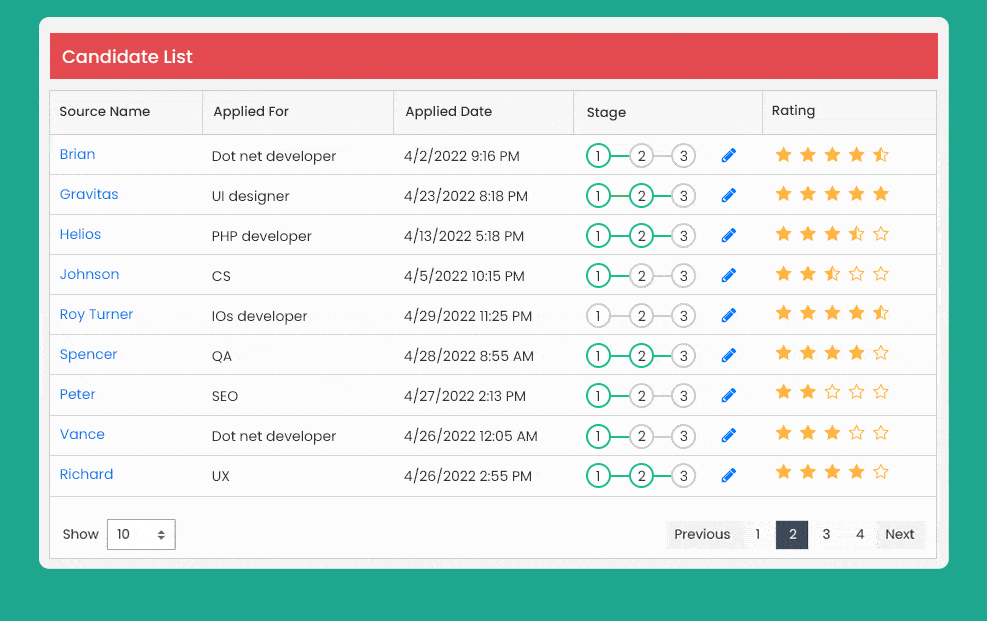 Candidate List
Source Name Applied For Applied Date Stage Rating
Brian Dot net developer 4/2/2022 9:16 PM 1 2 3
Gravitas UI designer 4/23/2022 8:18 PM 1 2 3
Helios PHP developer 4/13/2022 5:18 PM 1 2 3
Johnson CS 4/5/2022 10:15 PM 1 2 3
Roy Turner IOs developer 4/29/2022 11:25 PM 1 2 3
Spencer QA 4/28/2022 8:55 AM 1 2 3
Peter SEO 4/27/2022 2:13 PM 1 2 3
Vance Dot net developer 4/26/2022 12:05 AM 1 2 3
Richard UX 4/26/2022 2:55 PM 1 2 3
Show 10 Previous 1 2 3 4 Next